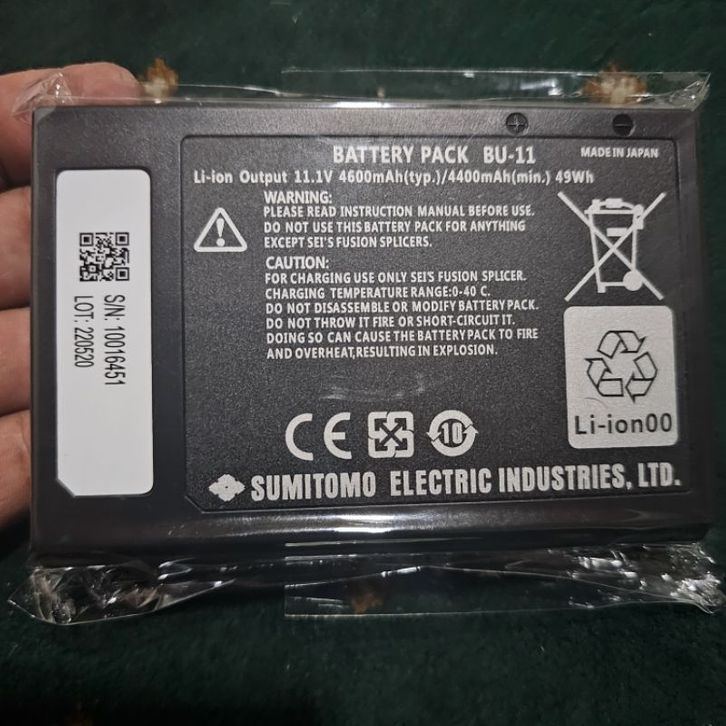 BATTERY PACK BU-11
MADE IN JAPAN
Li-ion Output 11.1V 4600mAh(typ.)/4400mAh(min.) 49Wh
WARNING:
PLEASE READ INSTRUCTION MANUAL BEFORE USE.
DO NOT USE THIS BATTERY PACK FOR ANYTHING
EXCEPT SEI'S FUSION SPLICERS.
CAUTION:
FOR CHARGING USE ONLY SEI'S FUSION SPLICER.
CHARGING TEMPERATURE RANGE:0-40 C.
DO NOT DISASSEMBLE OR MODIFY BATTERY PACK.
DO NOT THROW IT FIRE OR SHORT-CIRCUIT IT.
DOING SO CAN CAUSE THE BATTERY PACK TO FIRE
AND OVERHEAT,RESULTING IN EXPLOSION.
S/N: 10016451
LOT: 220520
Li-ion00
CE
10
SUMITOMO ELECTRIC INDUSTRIES, LTD.